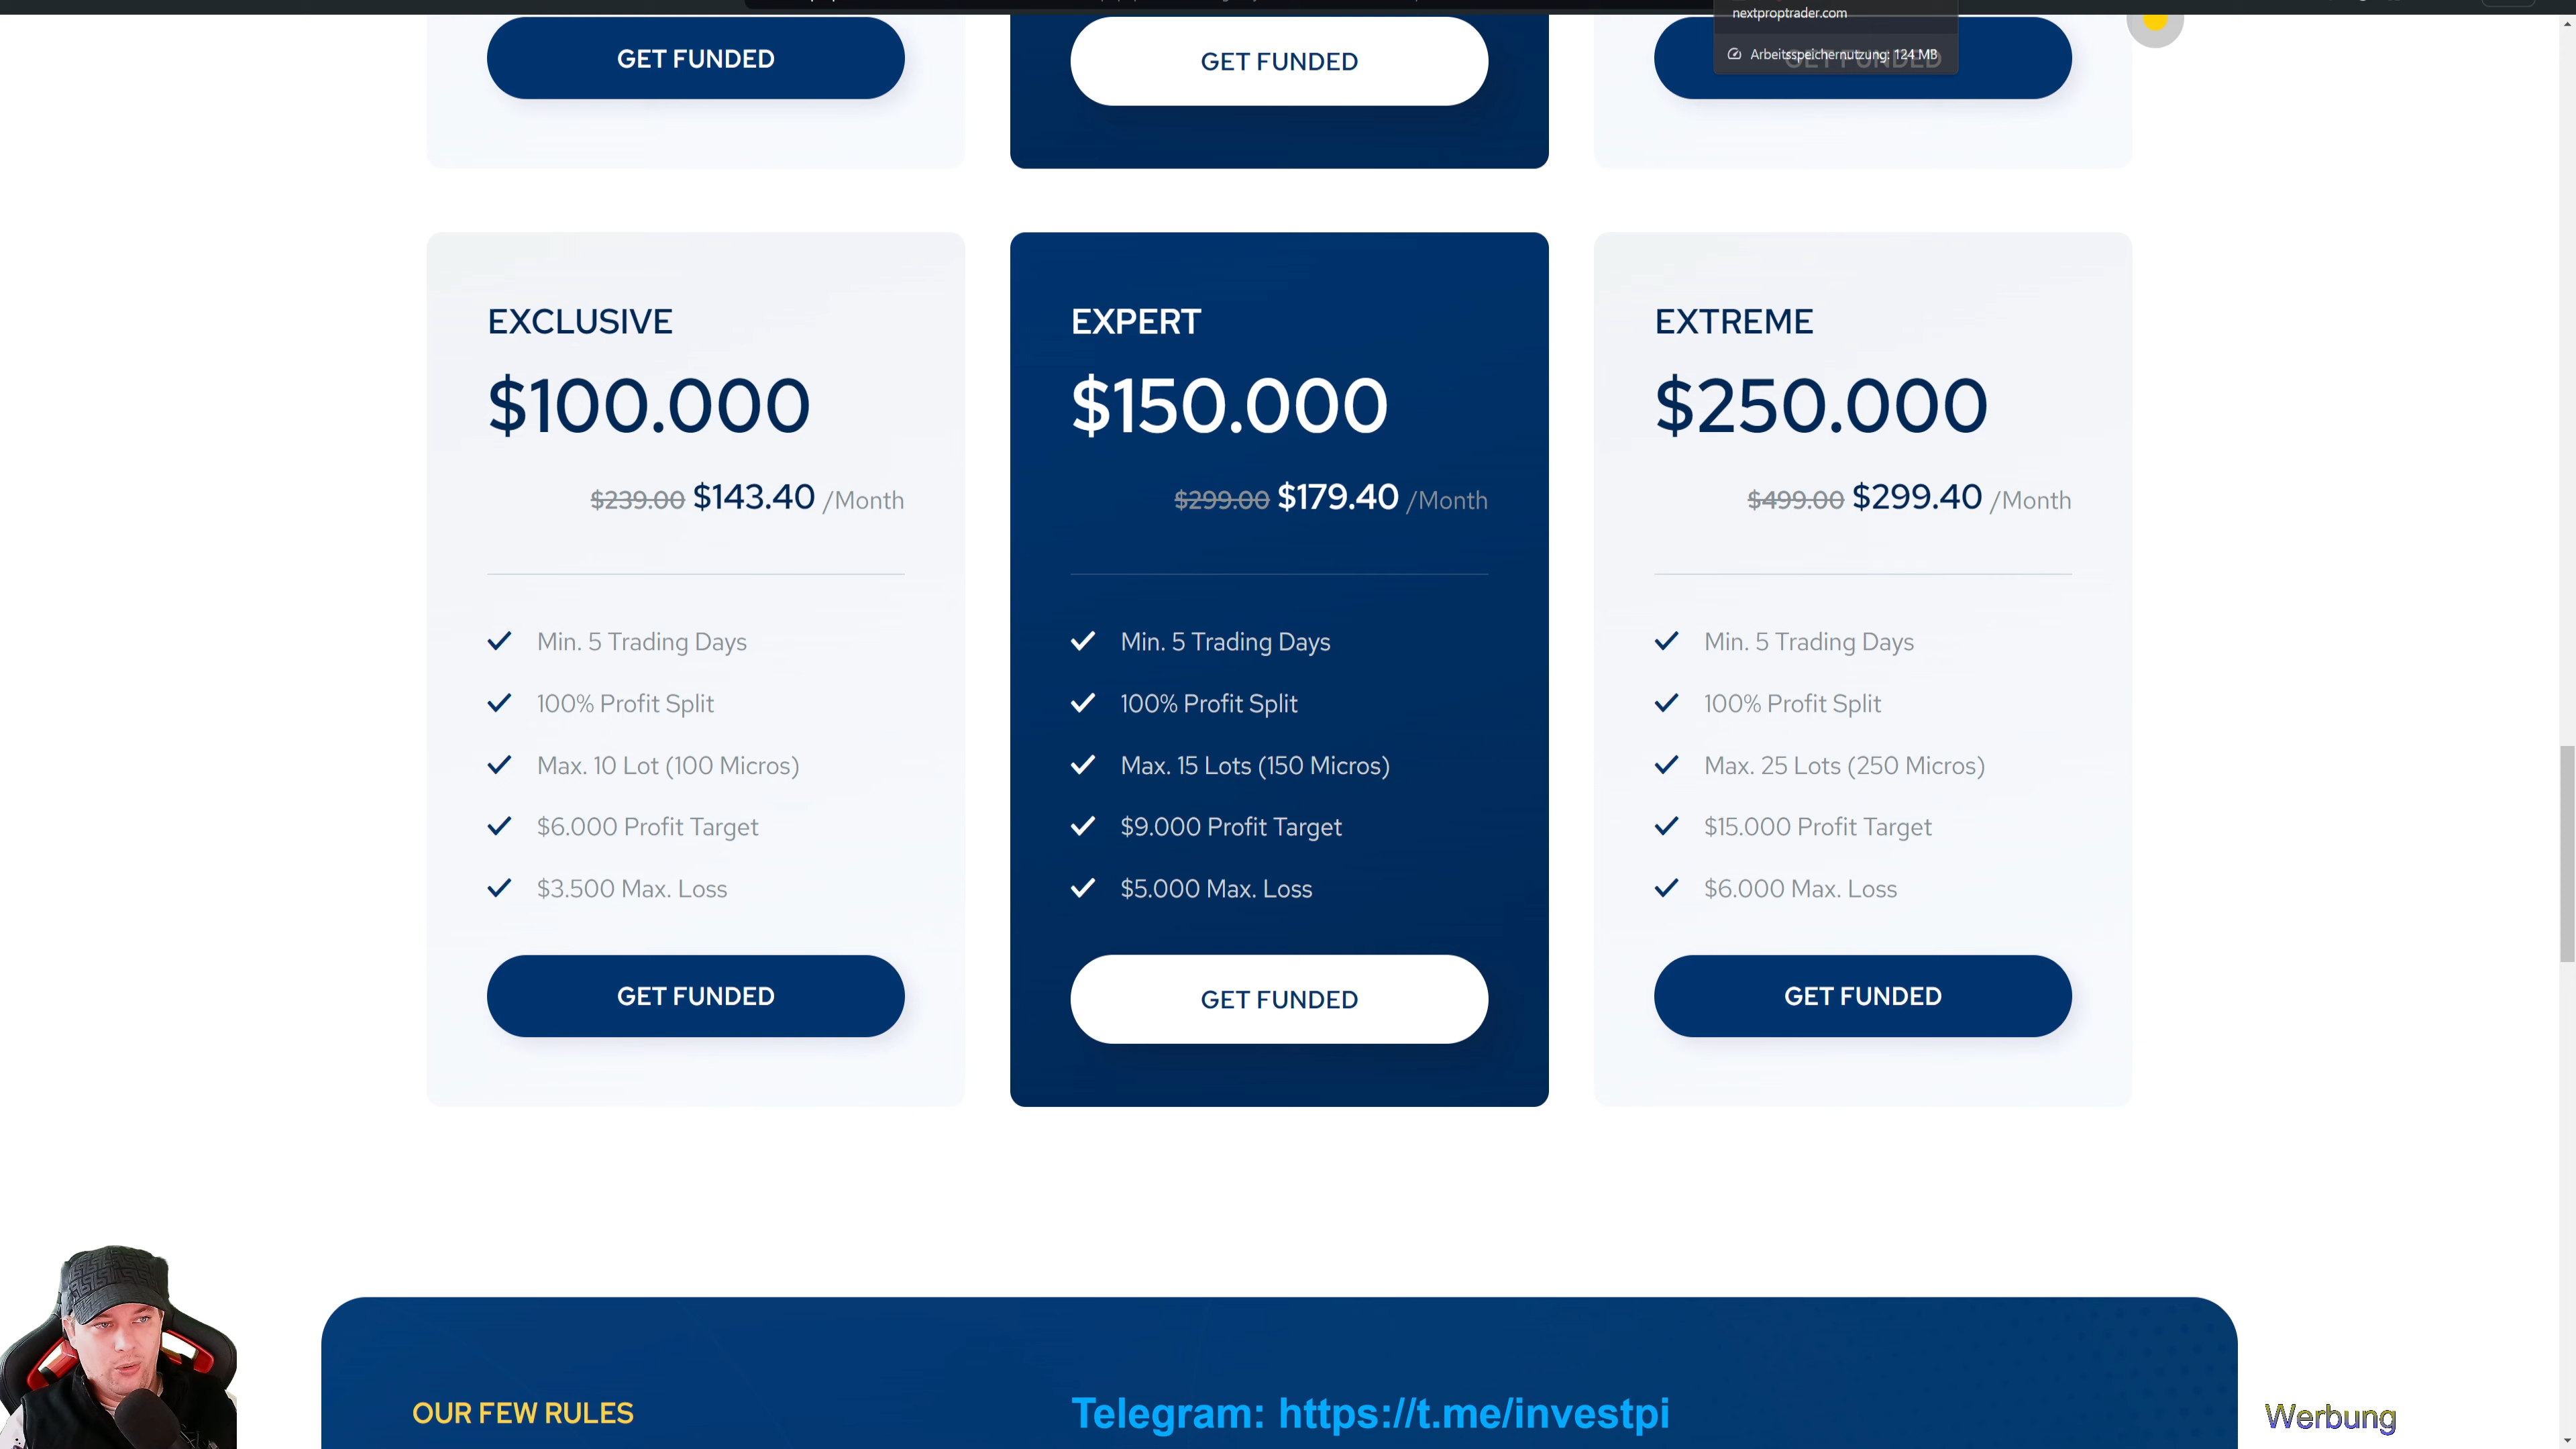 nextproptrader.com
Arbeitsspeichernutzung: 124 MB
GET FUNDED
GET FUNDED
GET FUNDED
EXCLUSIVE
$100.000
$239.00 $143.40 /Month
Min. 5 Trading Days
100% Profit Split
Max. 10 Lot (100 Micros)
$6.000 Profit Target
$3.500 Max. Loss
GET FUNDED
EXPERT
$150.000
$299.00 $179.40 /Month
Min. 5 Trading Days
100% Profit Split
Max. 15 Lots (150 Micros)
$9.000 Profit Target
$5.000 Max. Loss
GET FUNDED
EXTREME
$250.000
$499.00 $299.40 /Month
Min. 5 Trading Days
100% Profit Split
Max. 25 Lots (250 Micros)
$15.000 Profit Target
$6.000 Max. Loss
GET FUNDED
OUR FEW RULES
Telegram: https://t.me/investpi
Werbung